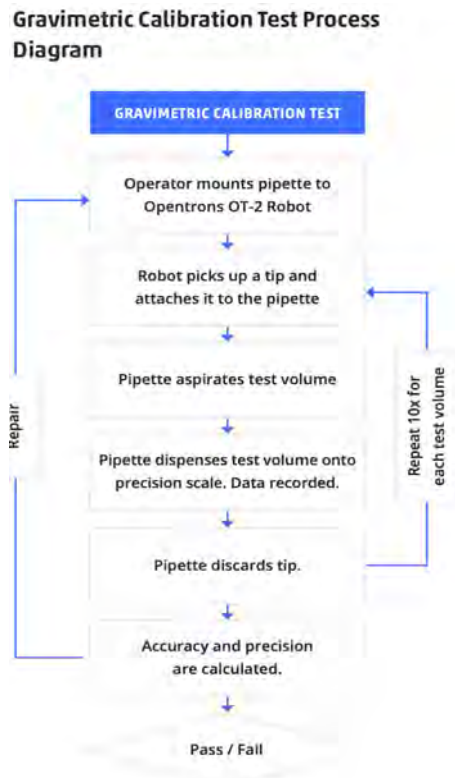 Gravimetric Calibration Test Process
Diagram
GRAVIMETRIC CALIBRATION TEST
Operator mounts pipette to
Opentrons OT-2 Robot
Robot picks up a tip and
attaches it to the pipette
Pipette aspirates test volume
Repair
Repeat 10x for
each test volume
Pipette dispenses test volume onto
precision scale. Data recorded.
Pipette discards tip.
Accuracy and precision
are calculated.
Pass / Fail